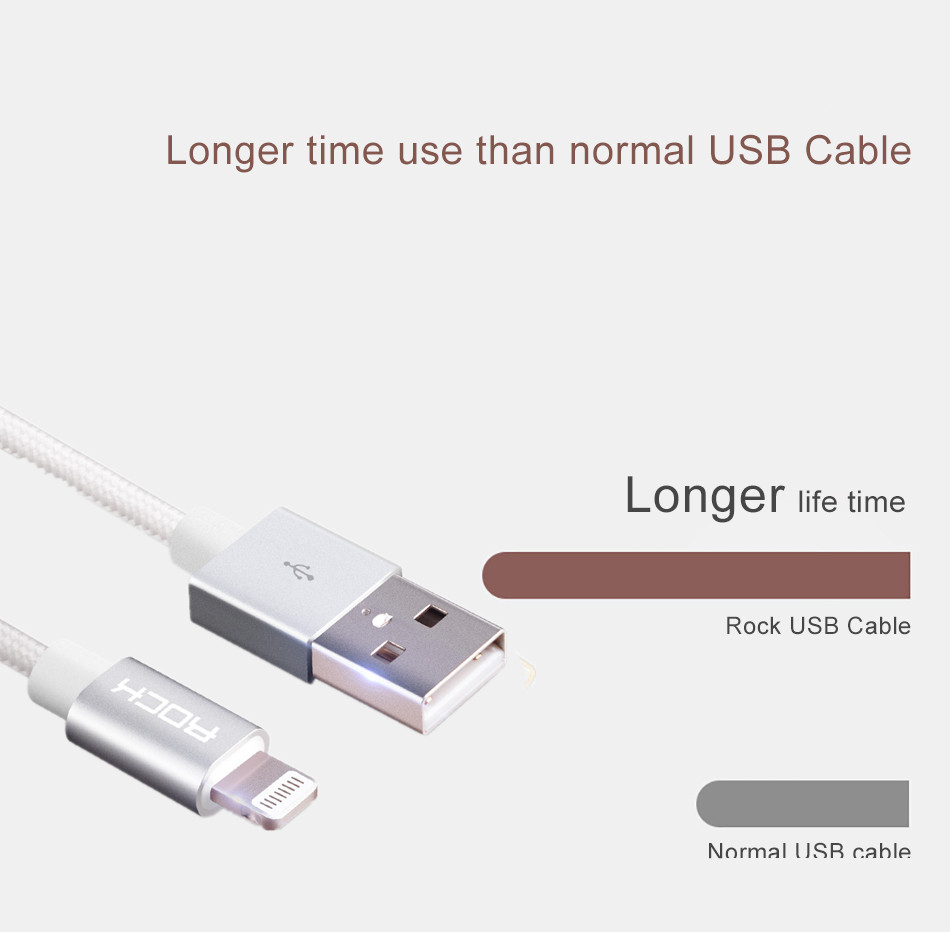 Longer time use than normal USB Cable
Longer life time
Rock USB Cable
ROCK
Normal USB cable